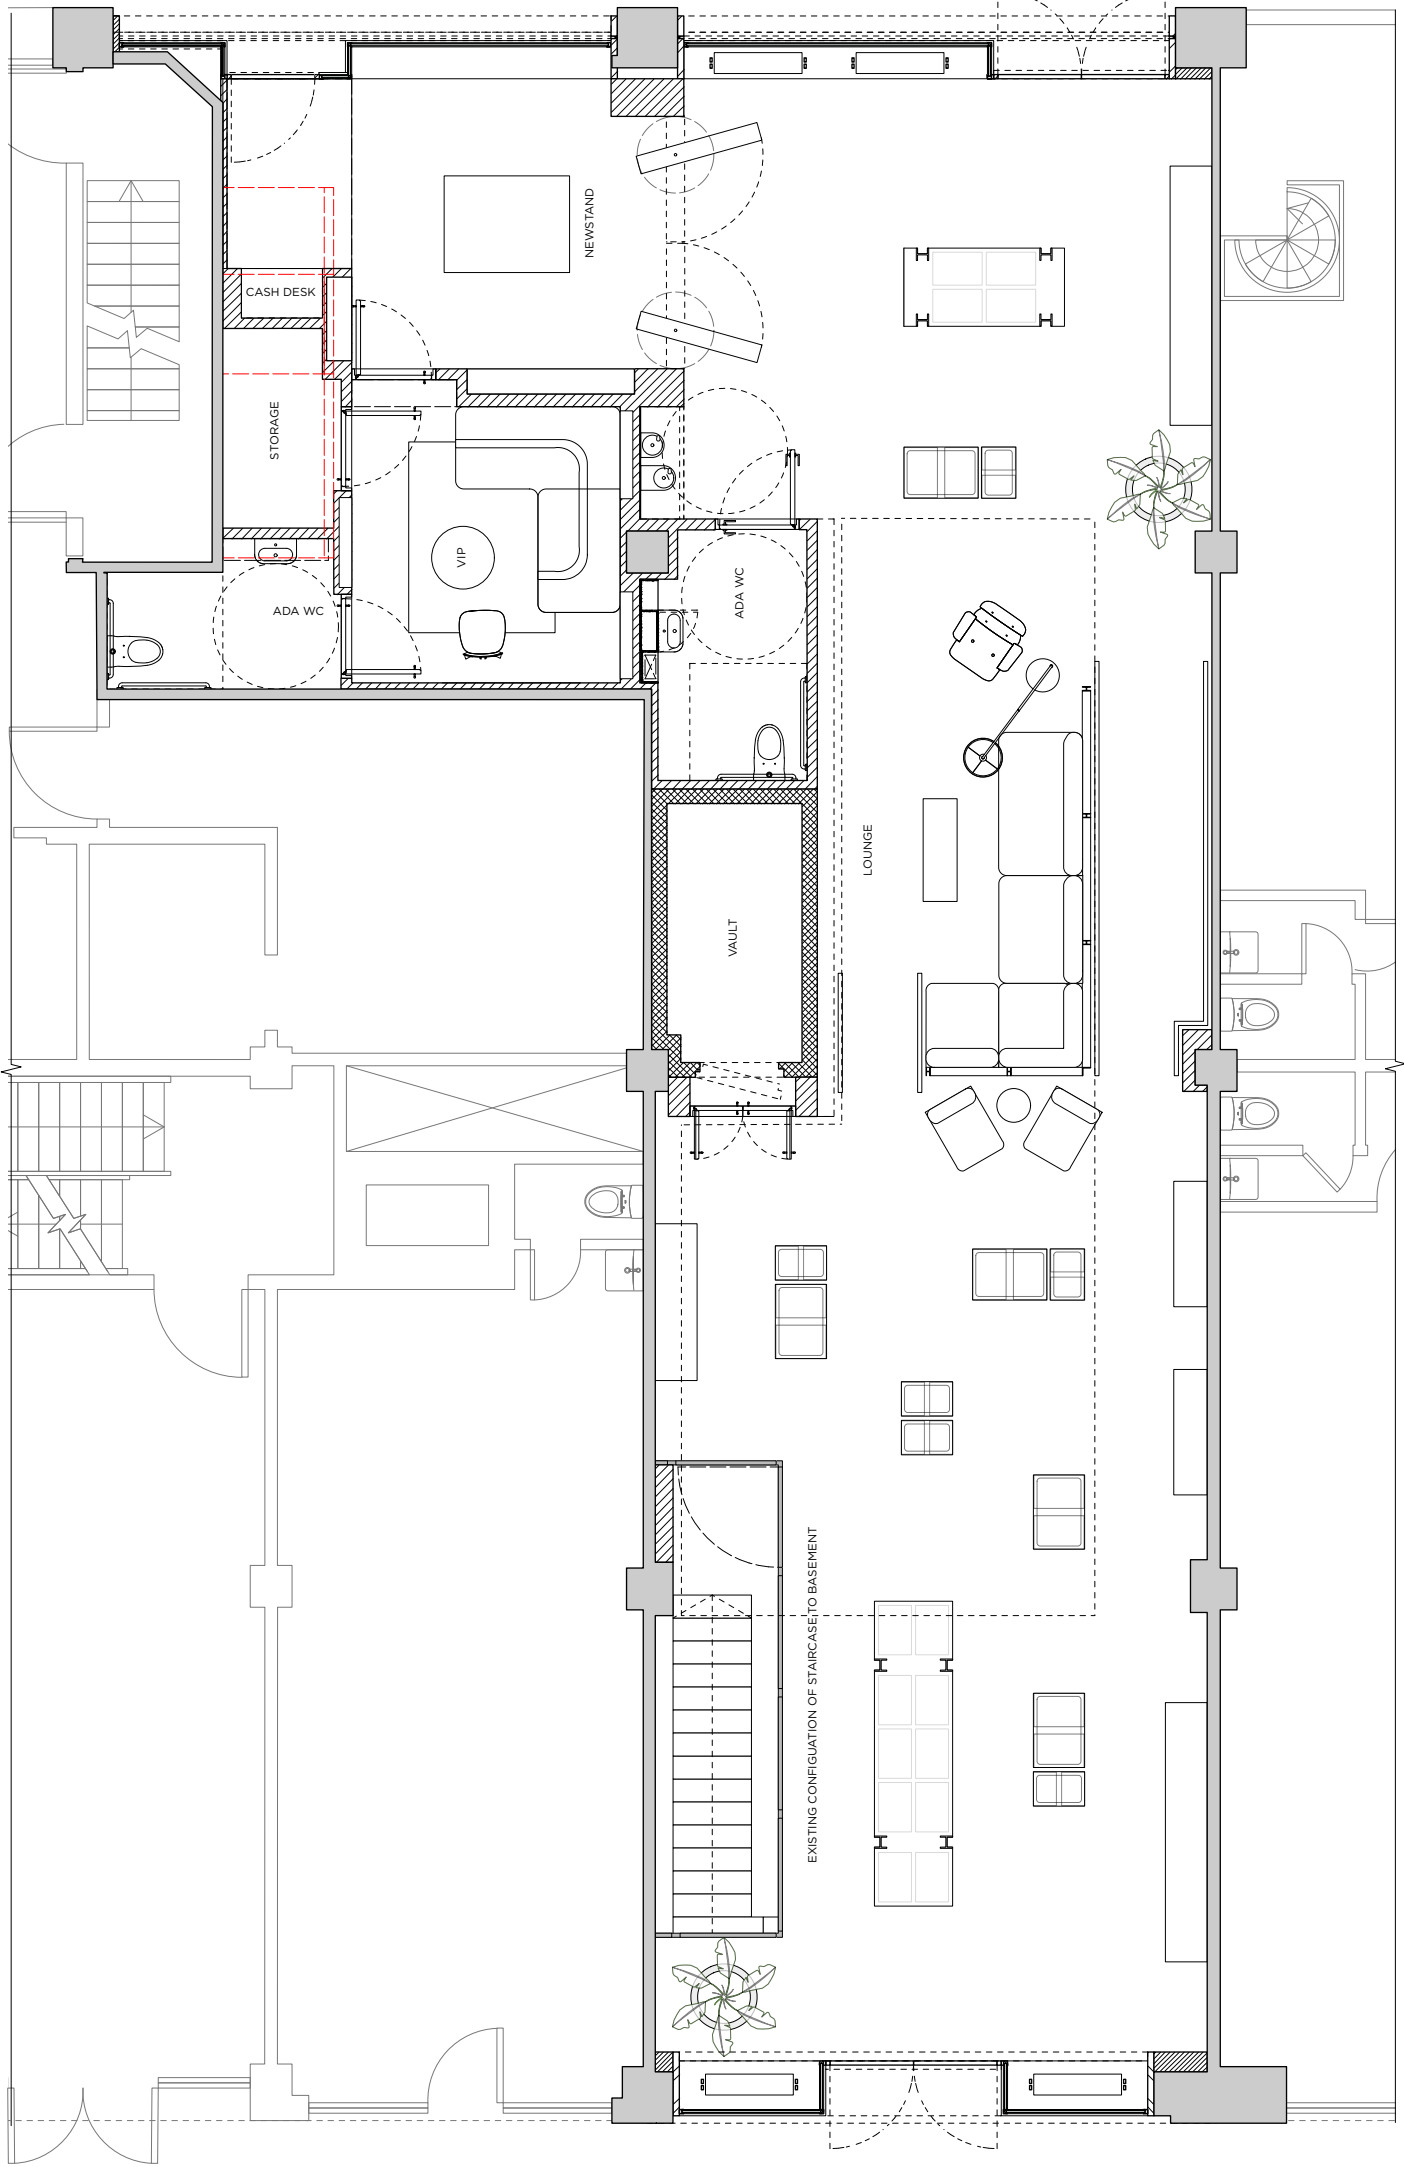 NEWSTAND
CASH DESK
STORAGE
VIP
ADA WC
ADA WC
LOUNGE
VAULT
EXISTING CONFIGUATION OF STAIRCASE TO BASEMENT